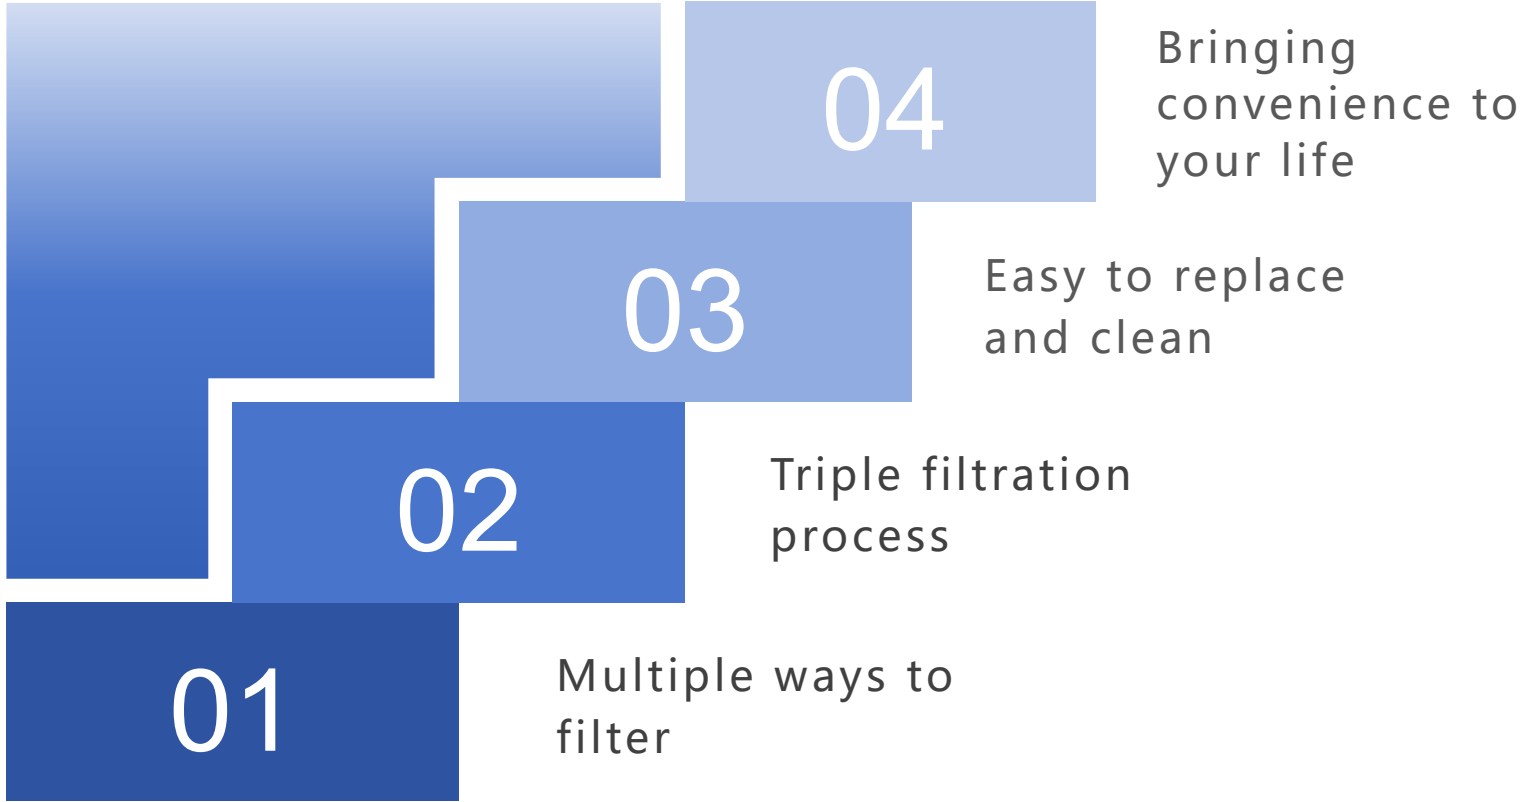 04
Bringing
convenience to
your life
03
Easy to replace
and clean
02
Triple filtration
process
01
Multiple ways to
filter